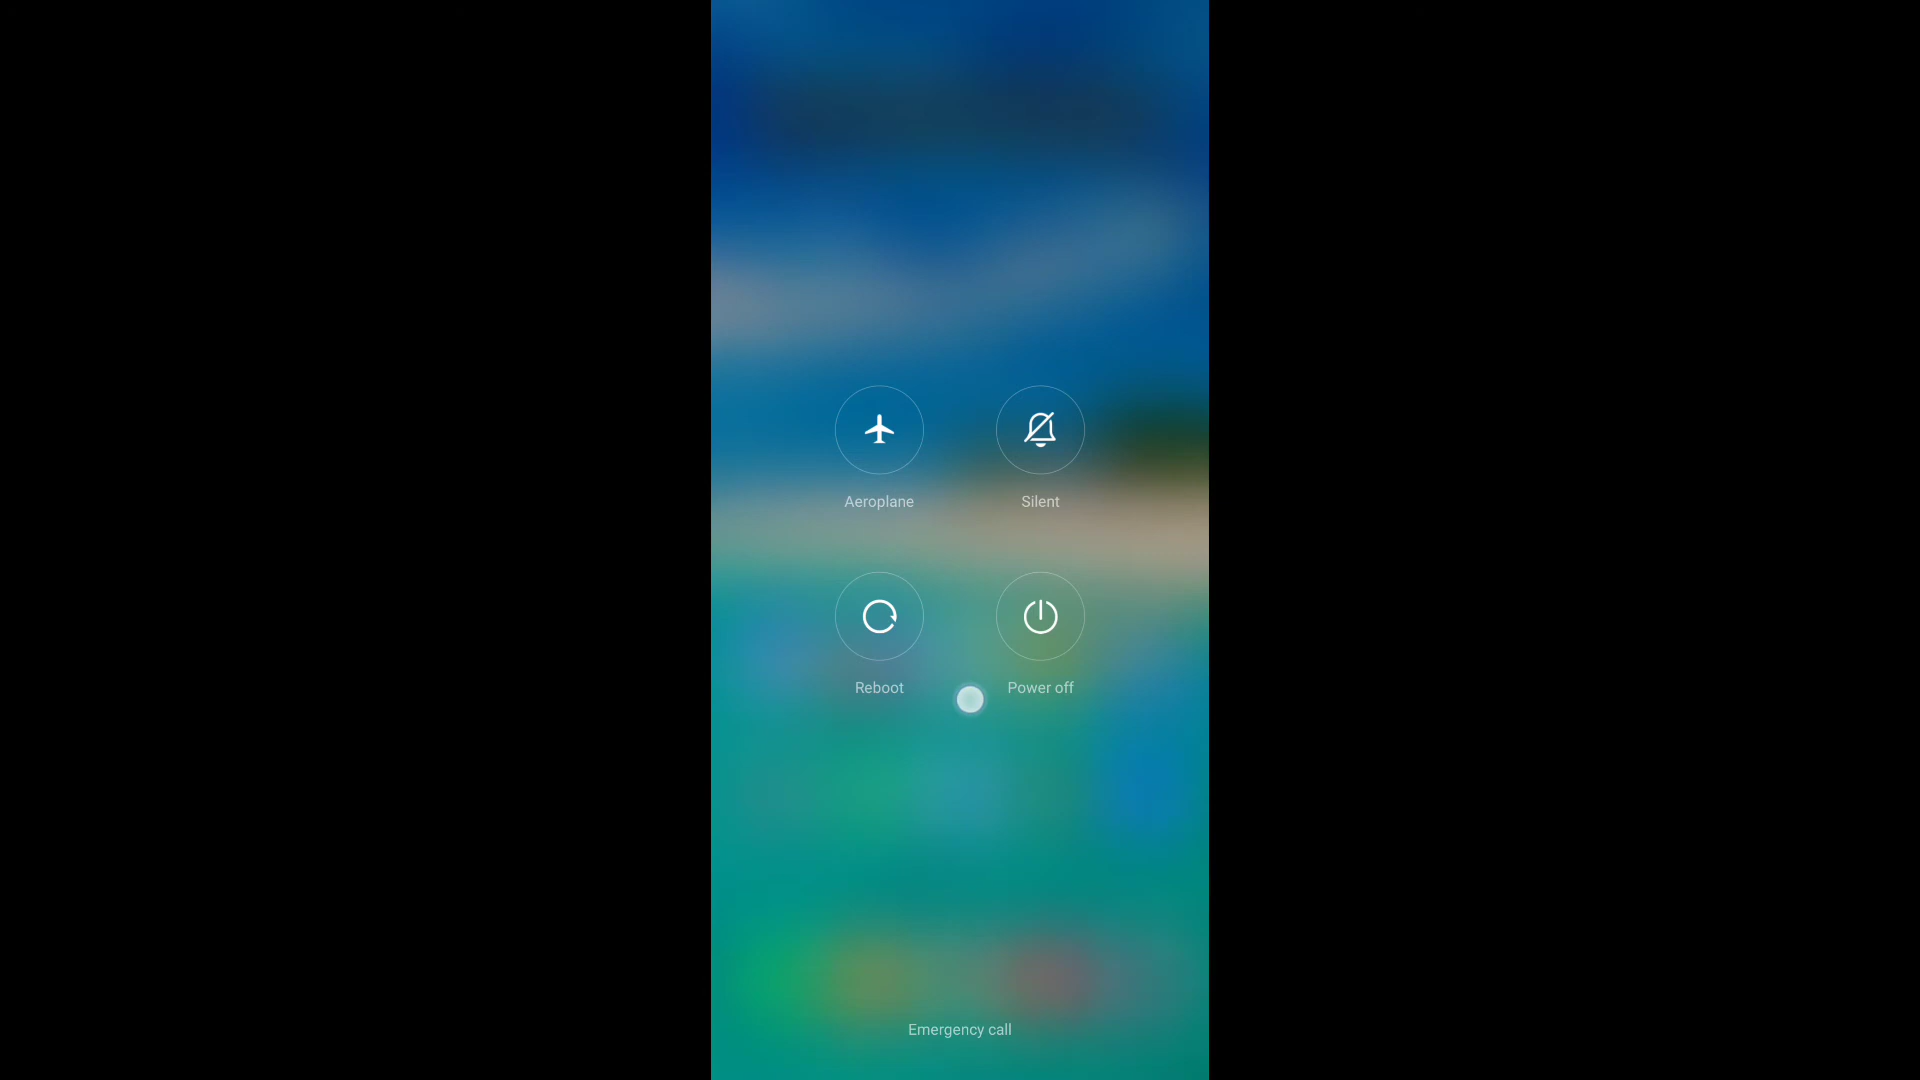 Aeroplane
Silent
Reboot
Power off
Emergency call